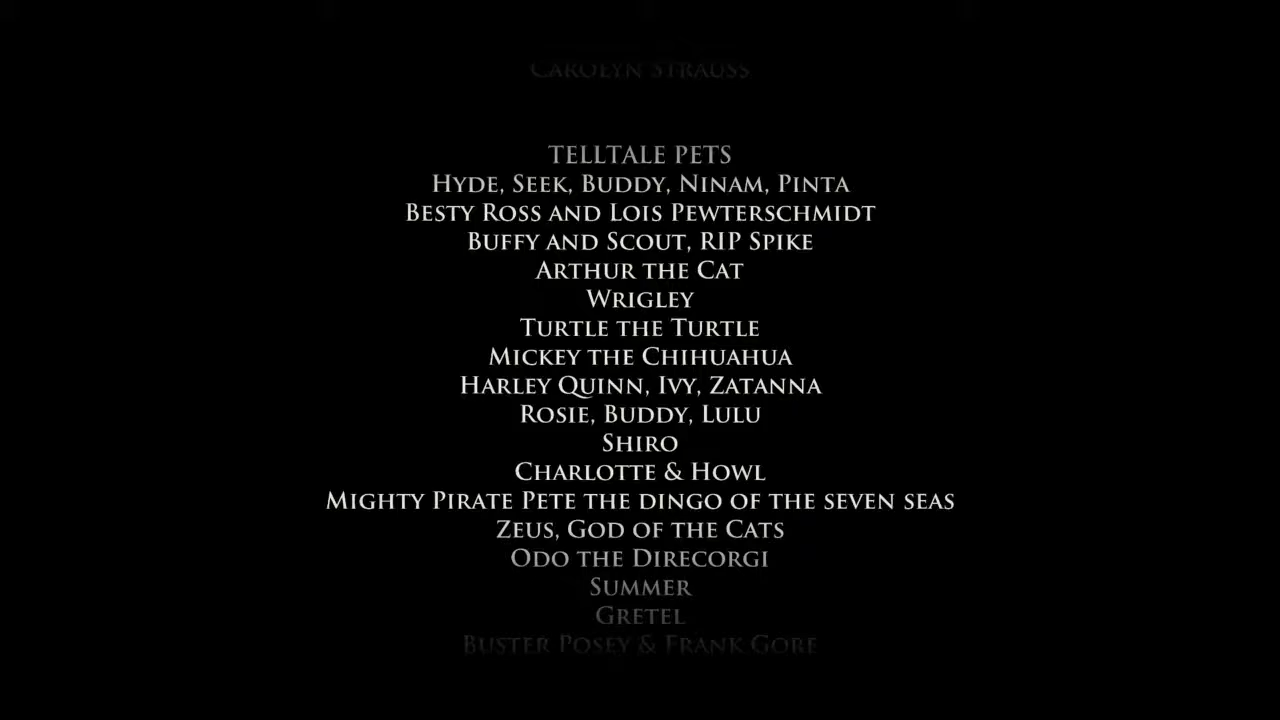 CAROLYN STRAUSS
TELLTALE PETS
HYDE, SEEK, BUDDY, NINAM, PINTA
BESTY ROSS AND LOIS PEWTERSCHMIDT
BUFFY AND SCOUT, RIP SPIKE
ARTHUR THE CAT
WRIGLEY
TURTLE THE TURTLE
MICKEY THE CHIHUAHUA
HARLEY QUINN, IVY, ZATANNA
ROSIE, BUDDY, LULU
SHIRO
CHARLOTTE & HOWL
MIGHTY PIRATE PETE THE DINGO OF THE SEVEN SEAS
ZEUS, GOD OF THE CATS
ODO THE DIRECORGI
SUMMER
GRETEL
BUSTER POSEY & FRANK GORE